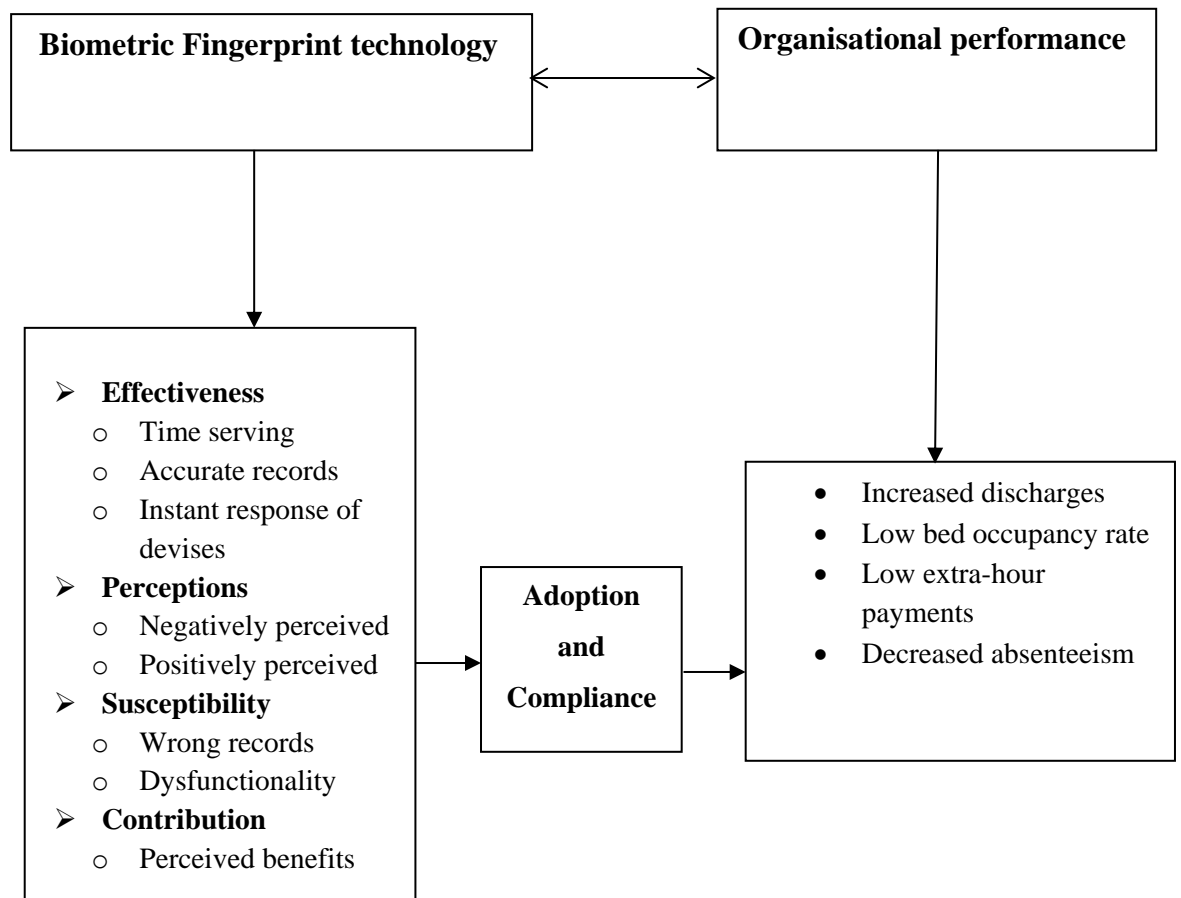 Biometric Fingerprint technology
Organisational performance
➢ Effectiveness
o Time serving
o Accurate records
o Instant response of
devises
➢ Perceptions
o Negatively perceived
o Positively perceived
➢ Susceptibility
o Wrong records
o Dysfunctionality
➢ Contribution
o Perceived benefits
Adoption
and
Compliance
• Increased discharges
• Low bed occupancy rate
• Low extra-hour
payments
• Decreased absenteeism